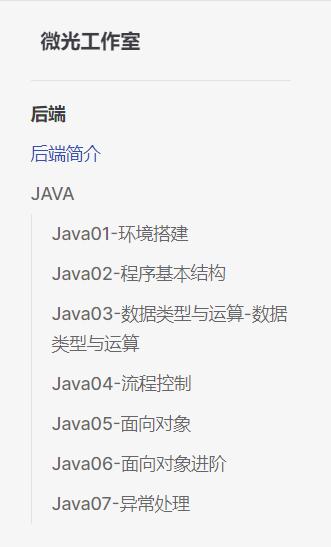 微光工作室
后端
后端简介
JAVA
Java01-环境搭建
Java02-程序基本结构
Java03-数据类型与运算-数据
类型与运算
Java04-流程控制
Java05-面向对象
Java06-面向对象进阶
Java07-异常处理